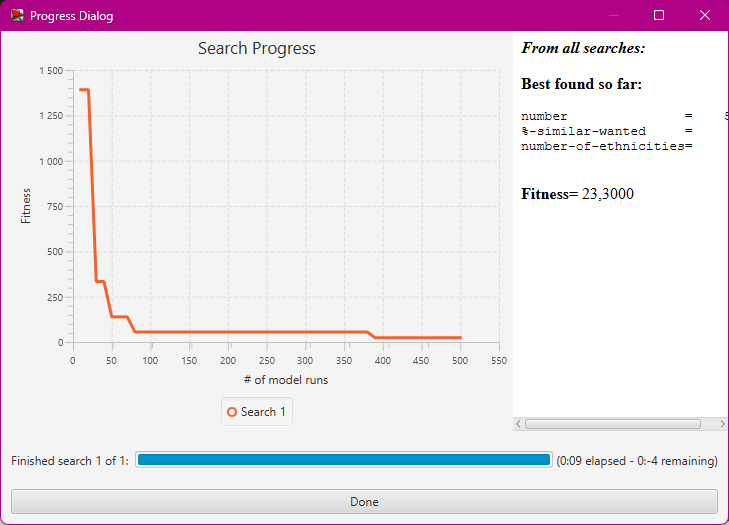 Progress Dialog
Search Progress
1 500
1 250
1 000
750
500
250
0
Fitness
0 50 100 150 200 250 300 350 400 450 500 550
# of model runs
Search 1
From all searches:
Best found so far:
number =
%-similar-wanted =
number-of-ethnicities=
Fitness= 23,3000
Finished search 1 of 1: (0:09 elapsed - 0:-4 remaining)
Done